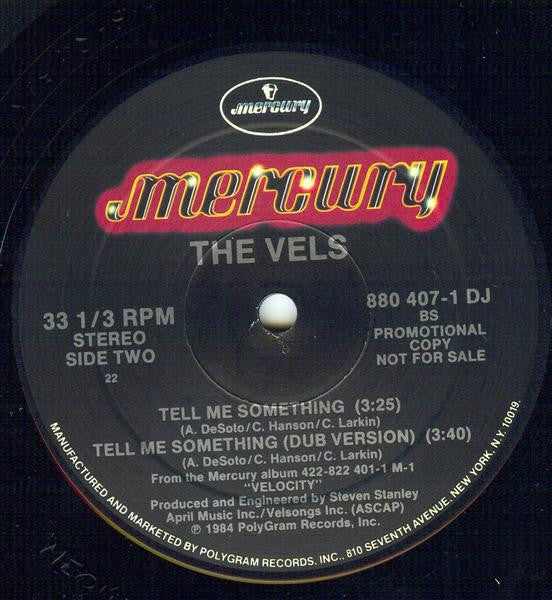 mercury
mercury
THE VELS
33 1/3 RPM
STEREO
SIDE TWO
22
880 407-1 DJ
BS
PROMOTIONAL
COPY
NOT FOR SALE
TELL ME SOMETHING (3:25)
(A. DeSoto/C. Hanson/C. Larkin)
TELL ME SOMETHING (DUB VERSION) (3:40)
(A. DeSoto/C. Hanson/C. Larkin)
From the Mercury album 422-822 401-1 M-1
"VELOCITY"
Produced and Engineered by Steven Stanley
April Music Inc./Velsongs Inc. (ASCAP)
℗ 1984 PolyGram Records, Inc.
MANUFACTURED AND MARKETED BY POLYGRAM RECORDS, INC., 810 SEVENTH AVENUE, NEW YORK, N.Y. 10019.